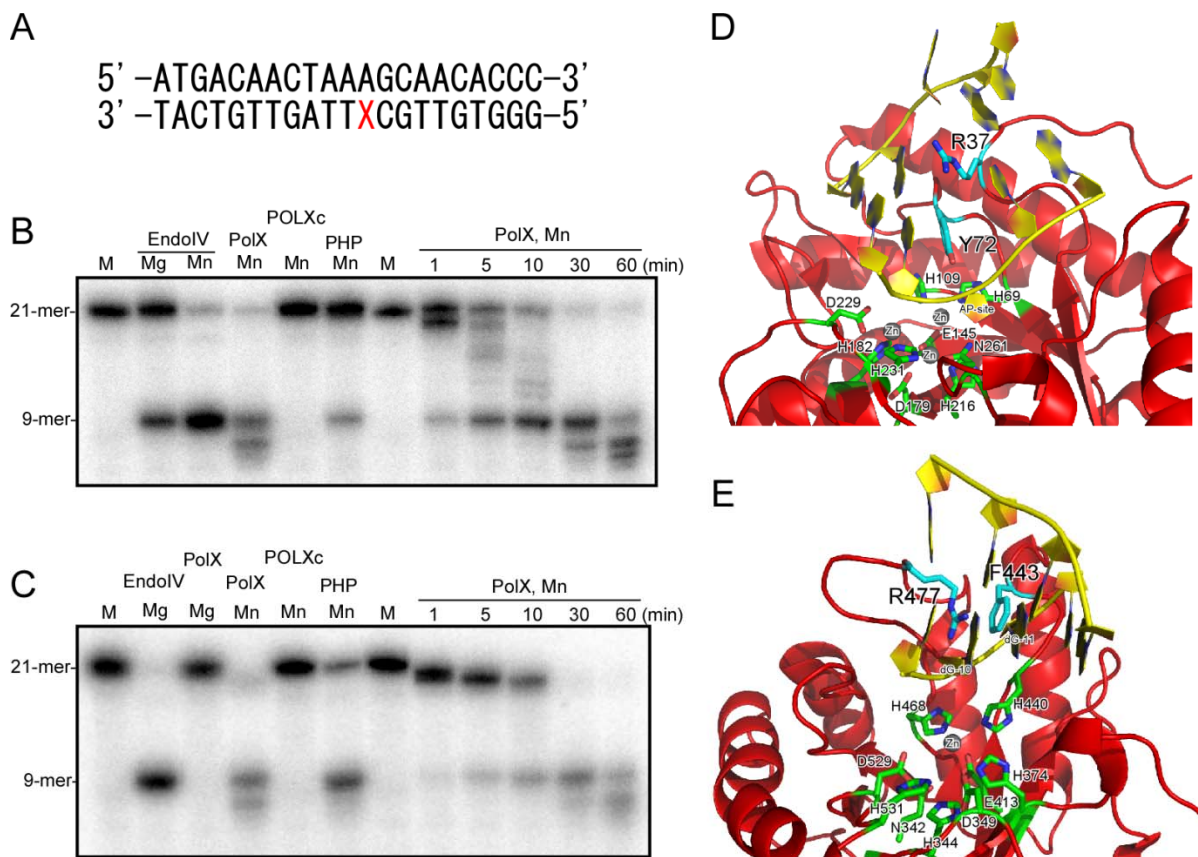 A
5' -ATGACAACTAAAGCAACACCC-3'
3' -TACTGTTGATTXCGTTGTGGG-5'
B
POLXc
EndoIV PolX PHP PolX, Mn
M Mg Mn Mn Mn Mn M 1 5 10 30 60 (min)
21-mer-
9-mer-
C
PolX POLXc
EndoIV PolX PHP PolX, Mn
M Mg Mg Mn Mn Mn M 1 5 10 30 60 (min)
21-mer-
9-mer-
D
R37
Y72
H109
H69
AP-site
D229
Zn
Zn
E145
H182
Zn
N261
H231
D179
H216
E
F443
R477
dG-11
dG-10
H468
H440
Zn
D529
H374
H531
E413
N342
D349
H344